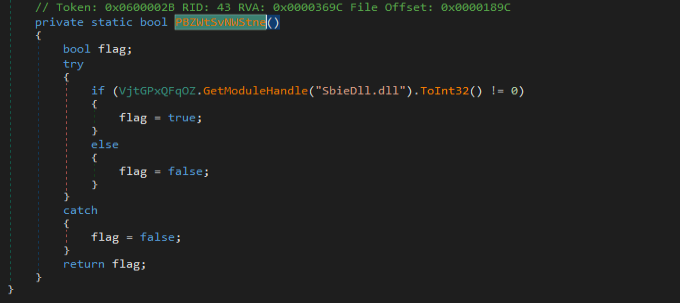 // Token: 0x0600002B RID: 43 RVA: 0x0000369C File Offset: 0x0000189C
private static bool PBZWtSvNWStne()
{
bool flag;
try
{
if (VjtGPxQFqOZ.GetModuleHandle("SbieDll.dll").ToInt32() != 0)
{
flag = true;
}
else
{
flag = false;
}
}
catch
{
flag = false;
}
return flag;
}
}